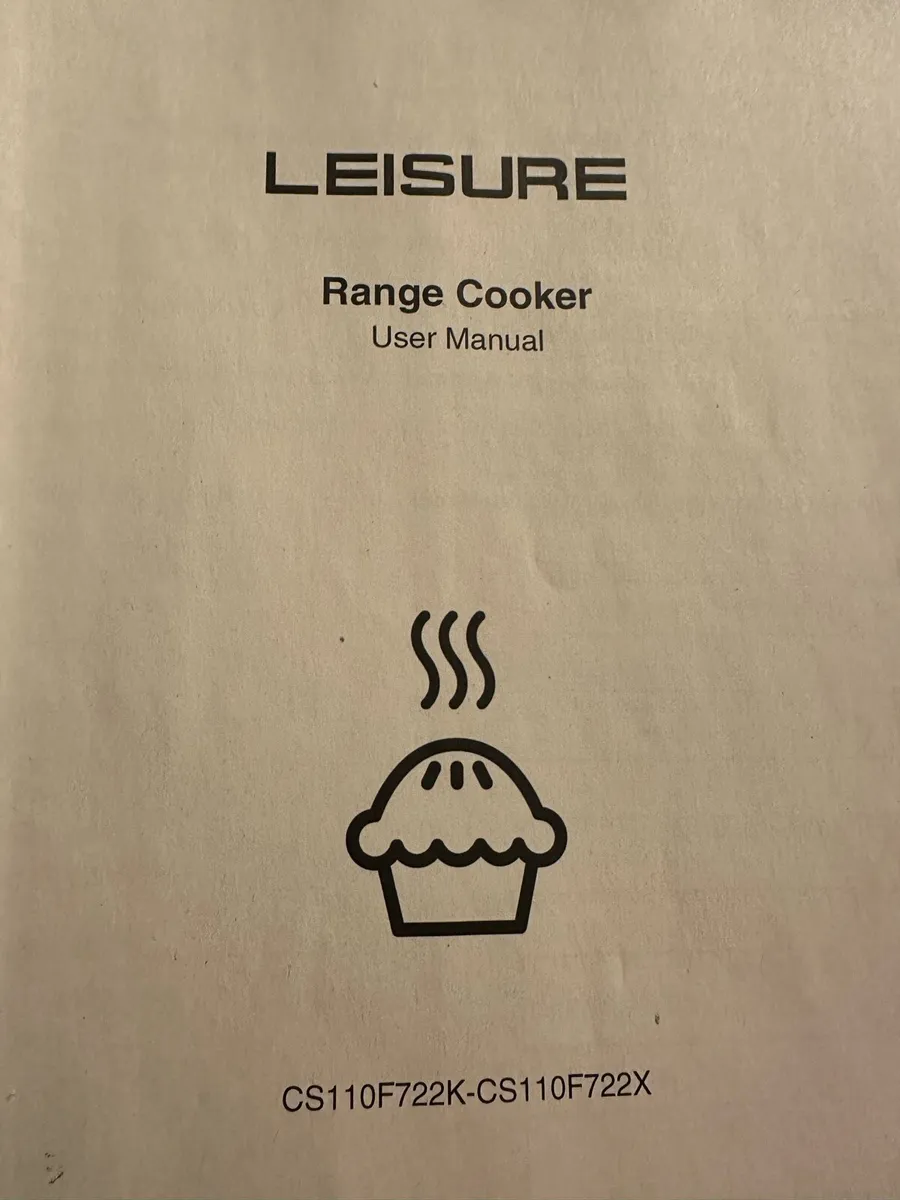 LEISURE
Range Cooker
User Manual
CS110F722K-CS110F722X